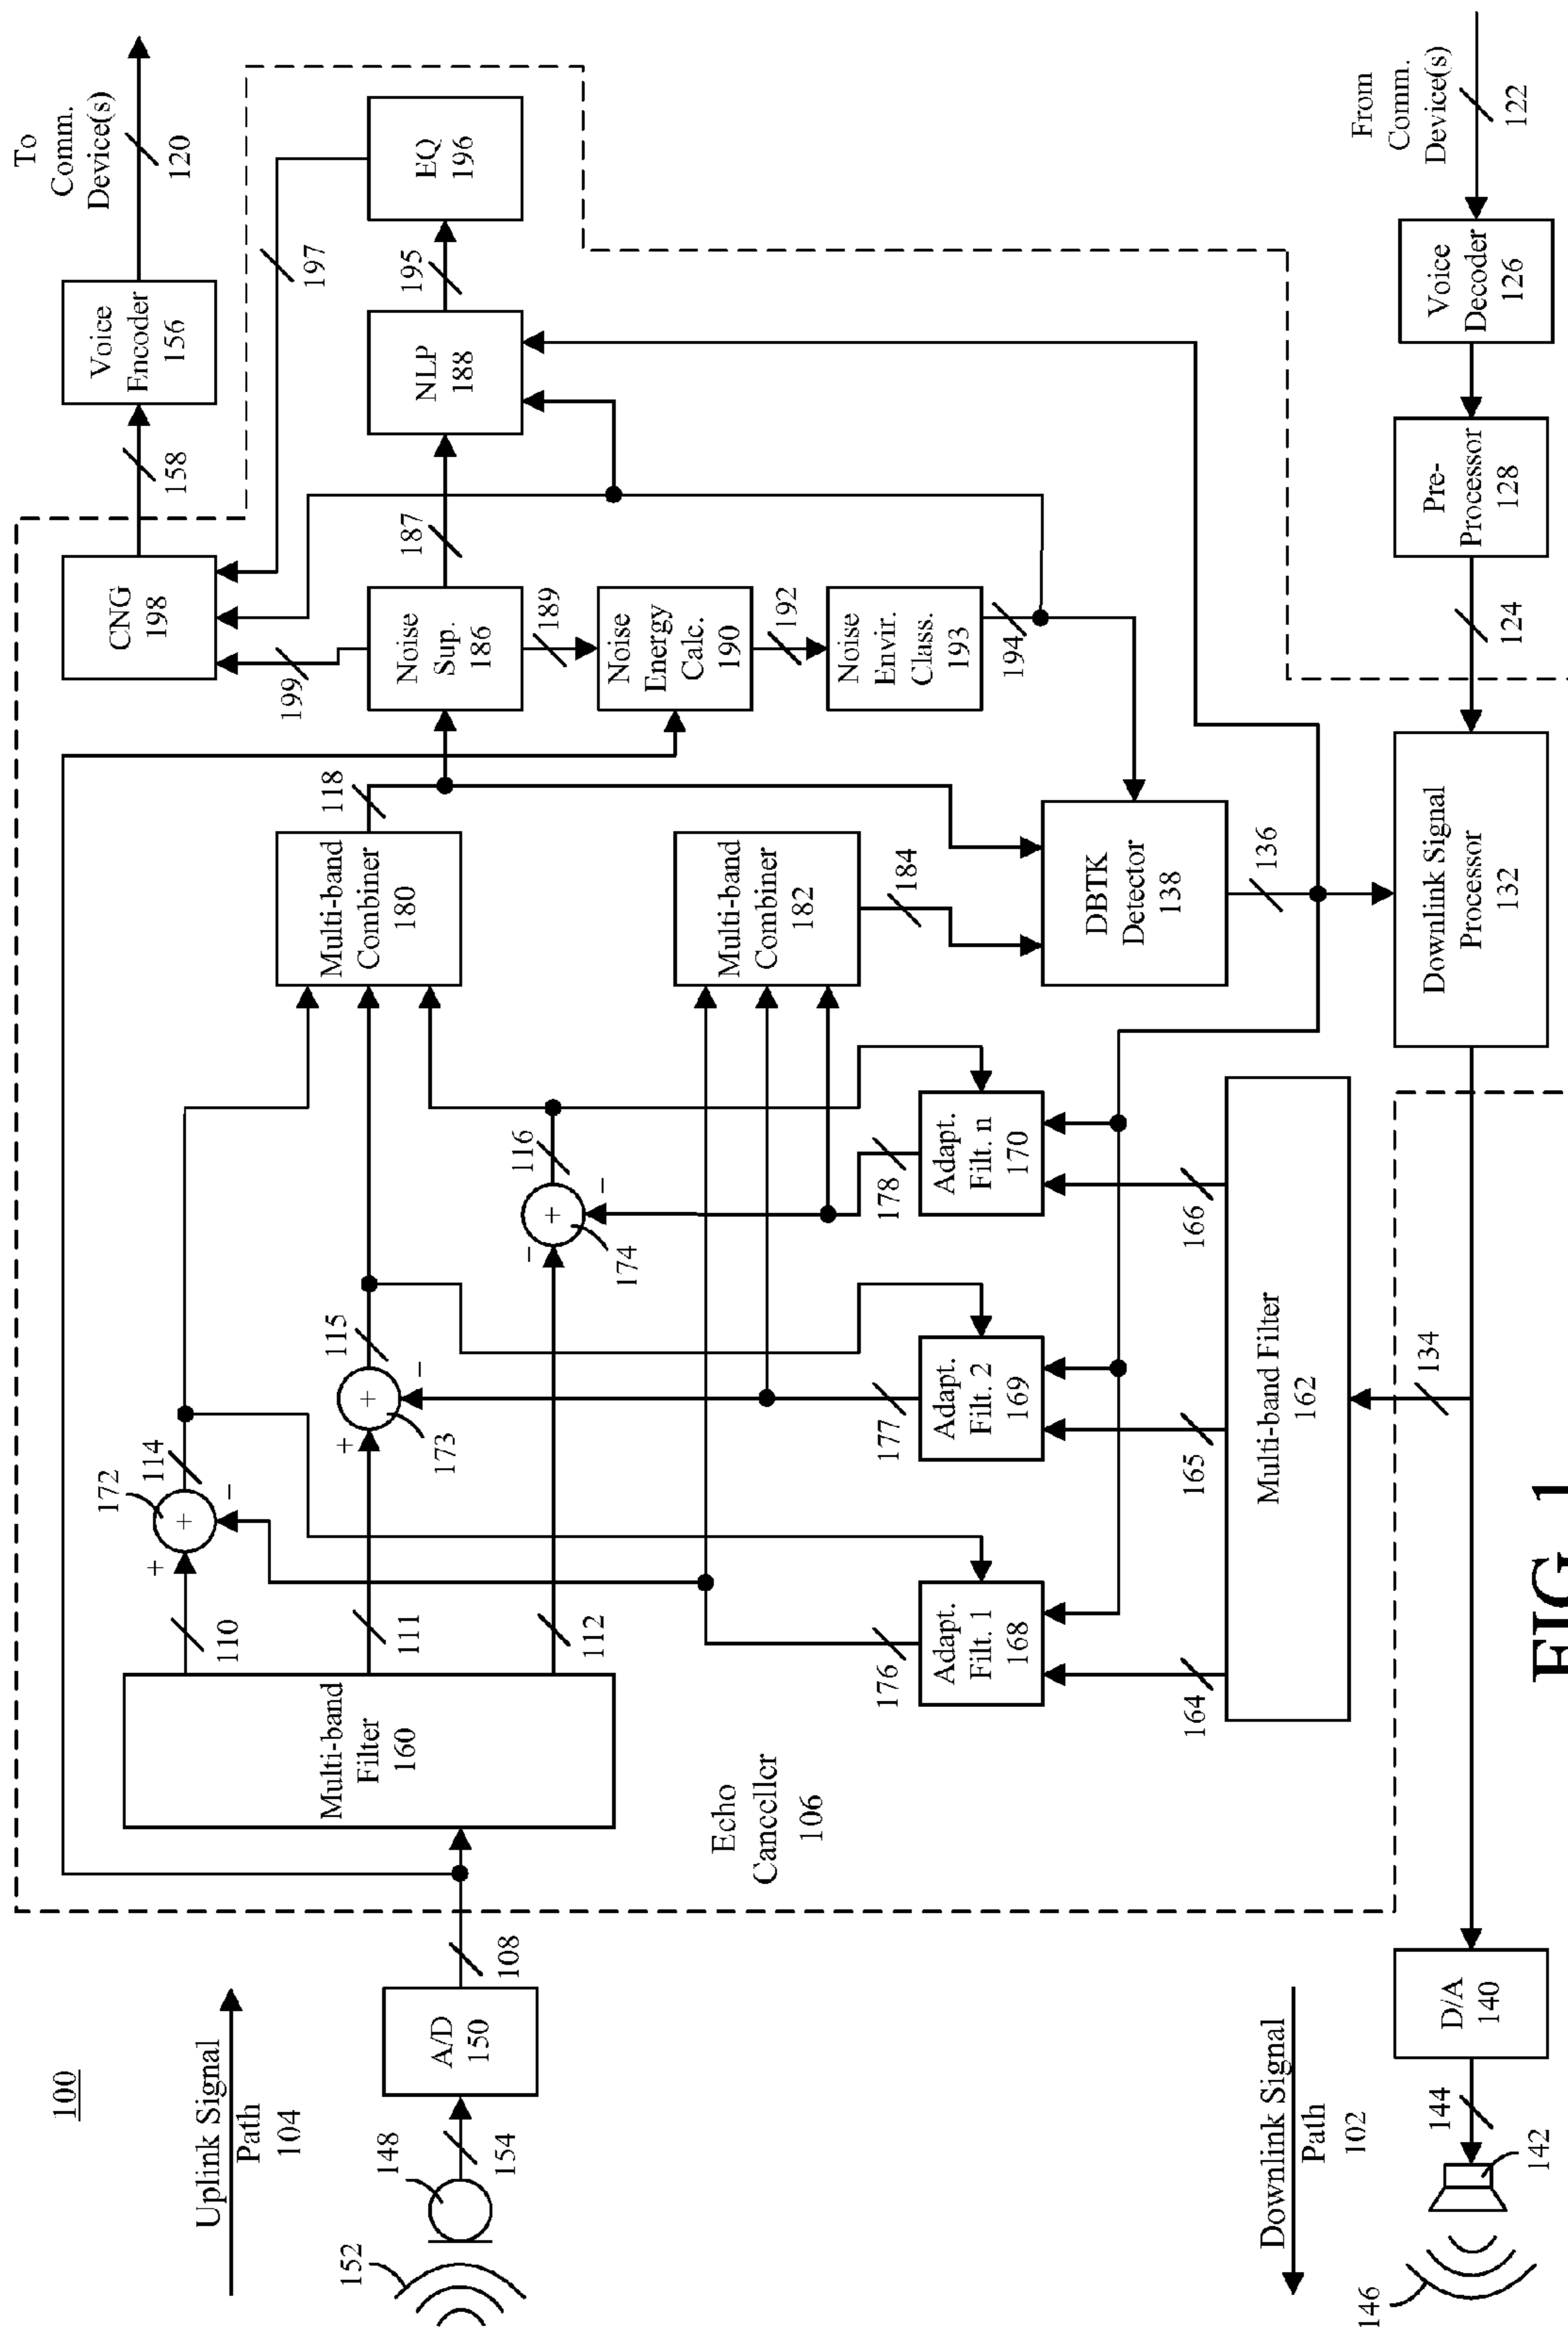 100
Uplink Signal
Path
104
152
148
154
A/D
150
108
Multi-band
Filter
160
110
111
112
172
+
+
−
114
+
+
−
173
115
−
+
−
174
116
Multi-band
Combiner
180
118
Multi-band
Combiner
182
184
199
CNG
198
158
Voice
Encoder
156
To
Comm.
Device(s)
120
Noise
Sup.
186
187
NLP
188
195
EQ
196
197
189
Noise
Energy
Calc.
190
192
Noise
Envir.
Class.
193
194
Echo
Canceller
106
176
Adapt.
Filt. 1
168
177
Adapt.
Filt. 2
169
178
Adapt.
Filt. n
170
DBTK
Detector
138
136
164
165
166
Multi-band Filter
162
134
Downlink Signal
Path
102
146
142
144
D/A
140
Downlink Signal
Processor
132
124
Pre-
Processor
128
Voice
Decoder
126
From
Comm.
Device(s)
122
FIG. 1